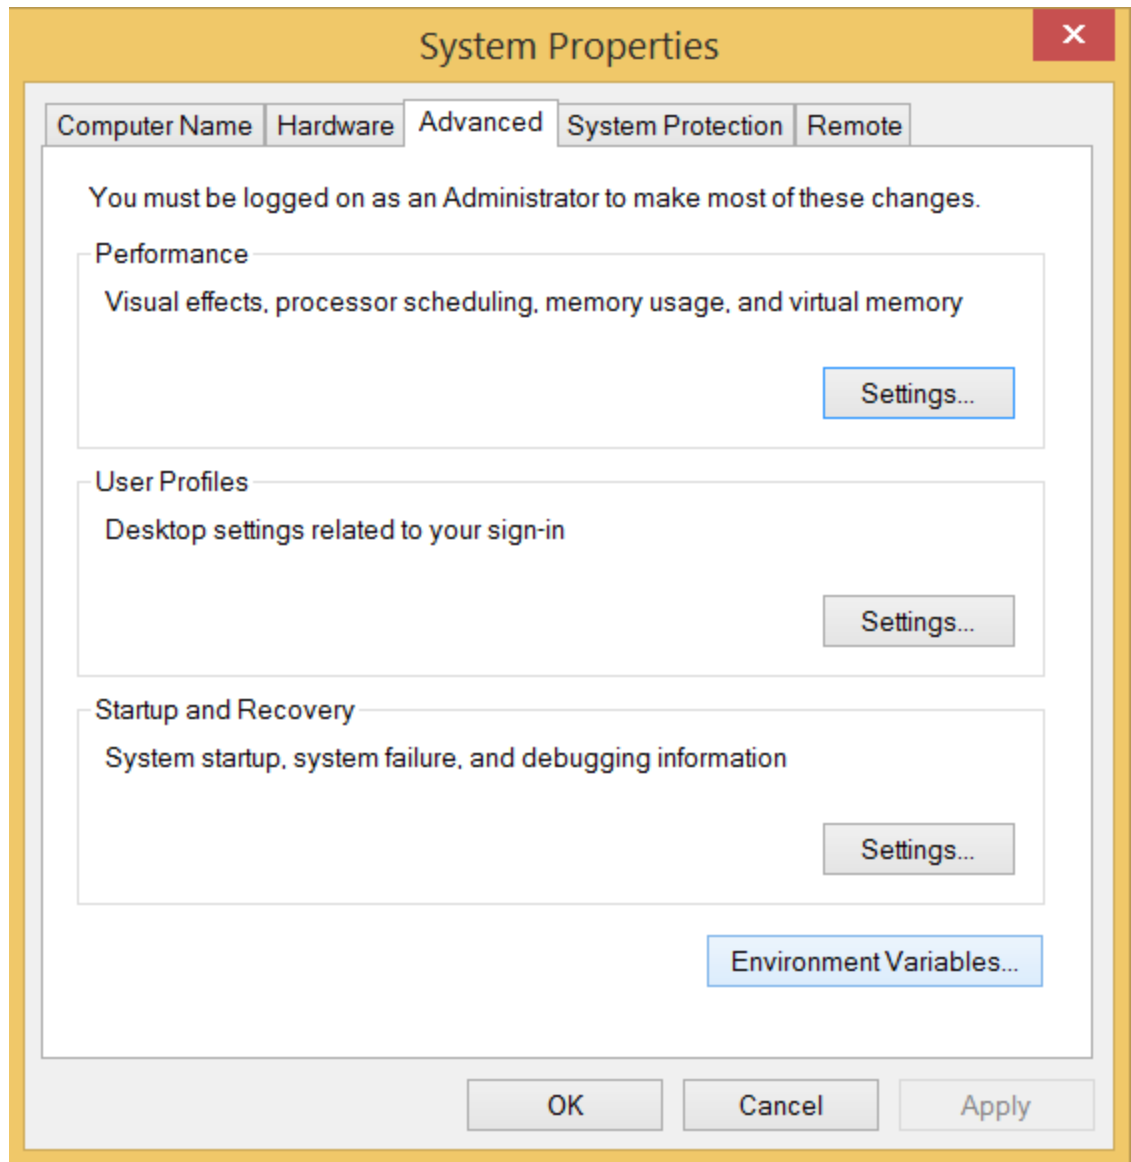 System Properties
Computer Name
Hardware
Advanced
System Protection
Remote
You must be logged on as an Administrator to make most of these changes.
Performance
Visual effects, processor scheduling, memory usage, and virtual memory
Settings...
User Profiles
Desktop settings related to your sign-in
Settings...
Startup and Recovery
System startup, system failure, and debugging information
Settings...
Environment Variables...
OK
Cancel
Apply